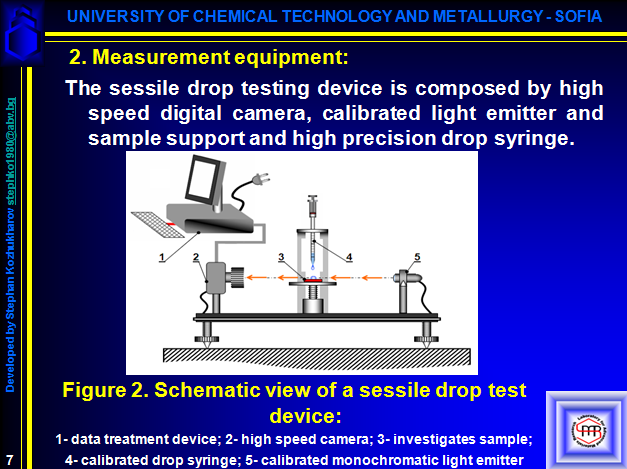 UNIVERSITY OF CHEMICAL TECHNOLOGY AND METALLURGY - SOFIA
2. Measurement equipment:
The sessile drop testing device is composed by high
speed digital camera, calibrated light emitter and
sample support and high precision drop syringe.
1
2
3
4
5
Figure 2. Schematic view of a sessile drop test
device:
1- data treatment device; 2- high speed camera; 3- investigates sample;
4- calibrated drop syringe; 5- calibrated monochromatic light emitter
Developed by Stephan Kozhukharov stephko1980@abv.bg
7